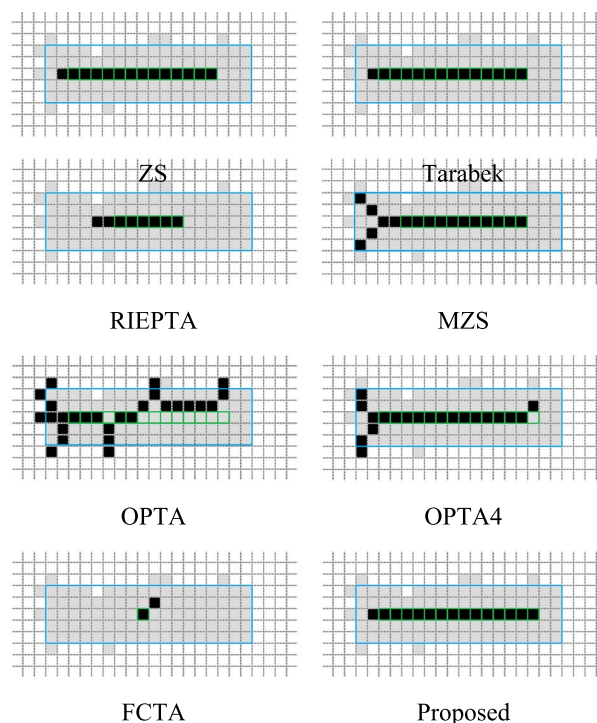 ZS
Tarabek
RIEPTA
MZS
OPTA
OPTA4
FCTA
Proposed